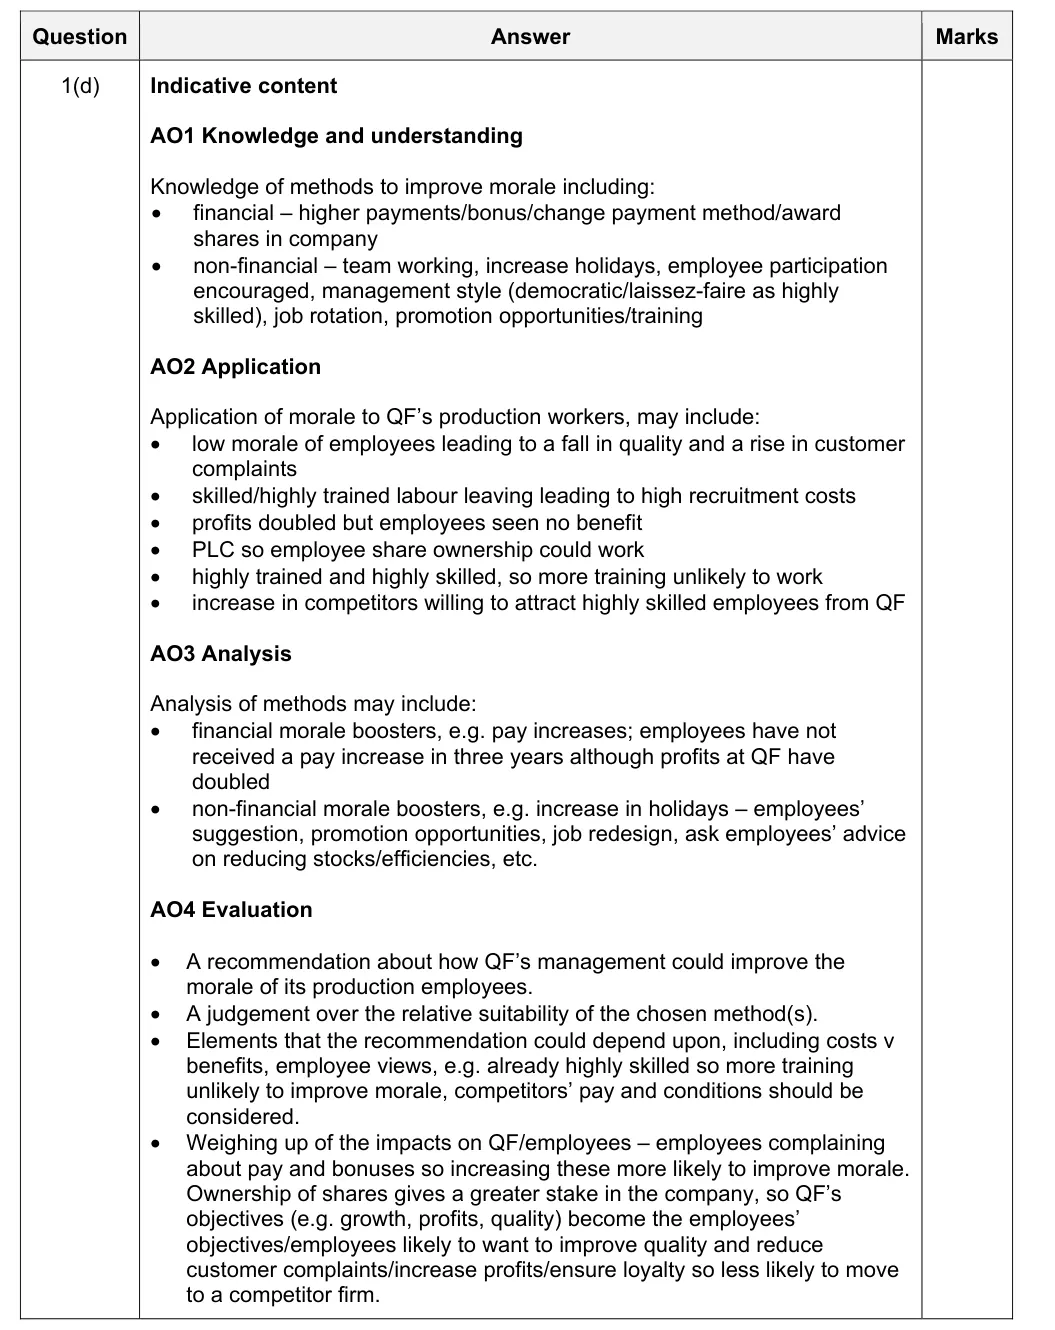 Question Answer Marks
1(d) Indicative content
AO1 Knowledge and understanding
Knowledge of methods to improve morale including:
• financial – higher payments/bonus/change payment method/award
shares in company
• non-financial – team working, increase holidays, employee participation
encouraged, management style (democratic/laissez-faire as highly
skilled), job rotation, promotion opportunities/training
AO2 Application
Application of morale to QF’s production workers, may include:
• low morale of employees leading to a fall in quality and a rise in customer
complaints
• skilled/highly trained labour leaving leading to high recruitment costs
• profits doubled but employees seen no benefit
• PLC so employee share ownership could work
• highly trained and highly skilled, so more training unlikely to work
• increase in competitors willing to attract highly skilled employees from QF
AO3 Analysis
Analysis of methods may include:
• financial morale boosters, e.g. pay increases; employees have not
received a pay increase in three years although profits at QF have
doubled
• non-financial morale boosters, e.g. increase in holidays – employees’
suggestion, promotion opportunities, job redesign, ask employees’ advice
on reducing stocks/efficiencies, etc.
AO4 Evaluation
• A recommendation about how QF’s management could improve the
morale of its production employees.
• A judgement over the relative suitability of the chosen method(s).
• Elements that the recommendation could depend upon, including costs v
benefits, employee views, e.g. already highly skilled so more training
unlikely to improve morale, competitors’ pay and conditions should be
considered.
• Weighing up of the impacts on QF/employees – employees complaining
about pay and bonuses so increasing these more likely to improve morale.
Ownership of shares gives a greater stake in the company, so QF’s
objectives (e.g. growth, profits, quality) become the employees’
objectives/employees likely to want to improve quality and reduce
customer complaints/increase profits/ensure loyalty so less likely to move
to a competitor firm.